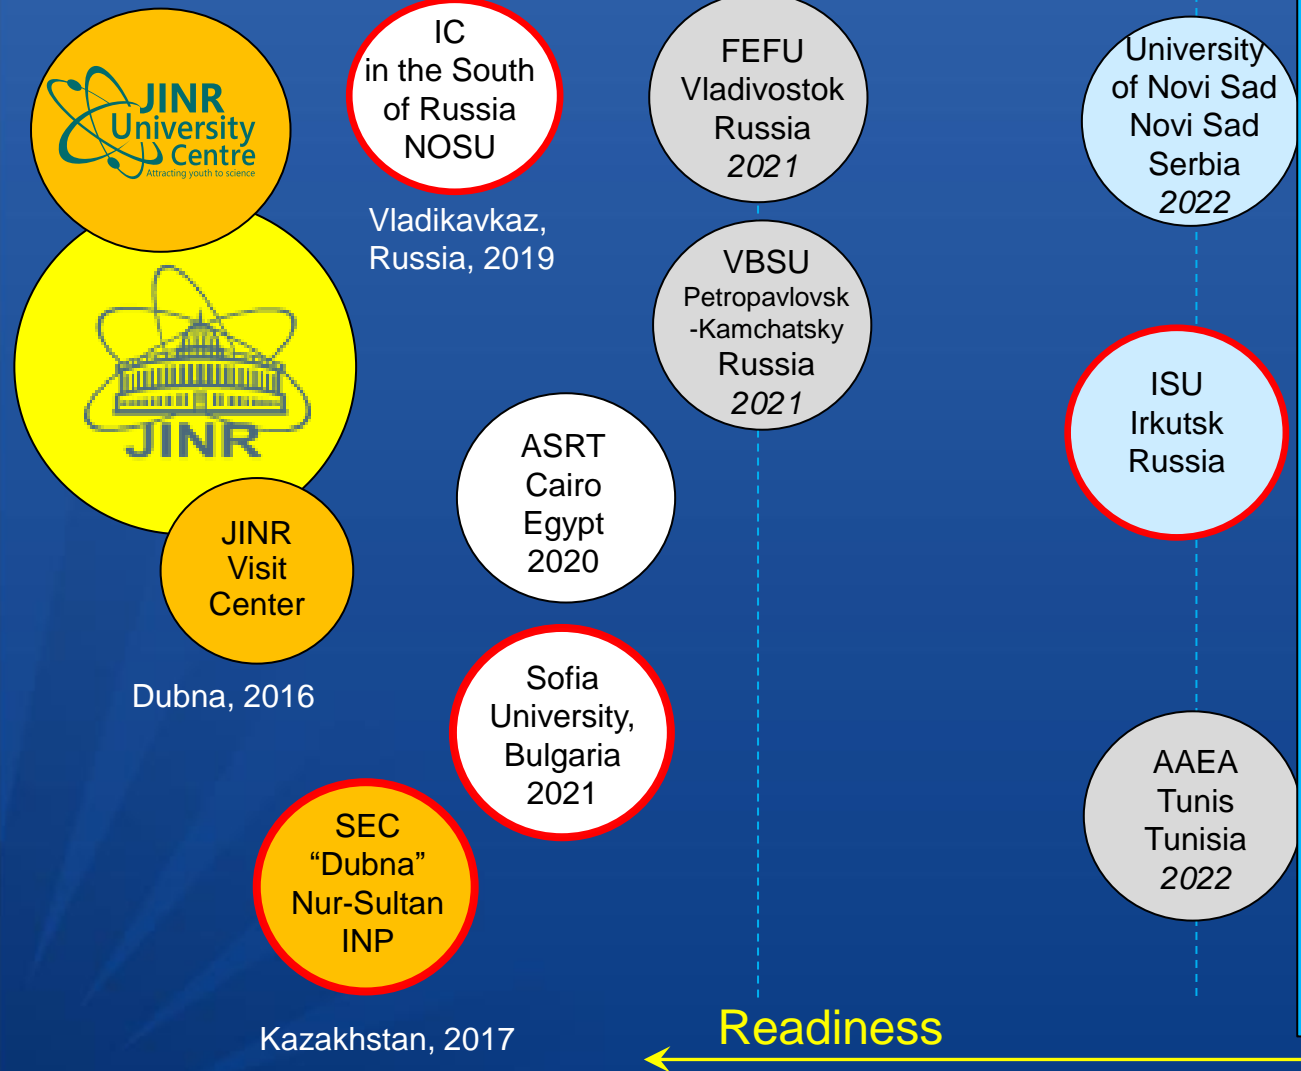 JINR
University
Centre
Attracting youth to science
JINR
JINR
Visit
Center
Dubna, 2016
IC
in the South
of Russia
NOSU
Vladikavkaz,
Russia, 2019
ASRT
Cairo
Egypt
2020
Sofia
University,
Bulgaria
2021
SEC
“Dubna”
Nur-Sultan
INP
Kazakhstan, 2017
FEFU
Vladivostok
Russia
2021
VBSU
Petropavlovsk
-Kamchatsky
Russia
2021
University
of Novi Sad
Novi Sad
Serbia
2022
ISU
Irkutsk
Russia
AAEA
Tunis
Tunisia
2022
Readiness